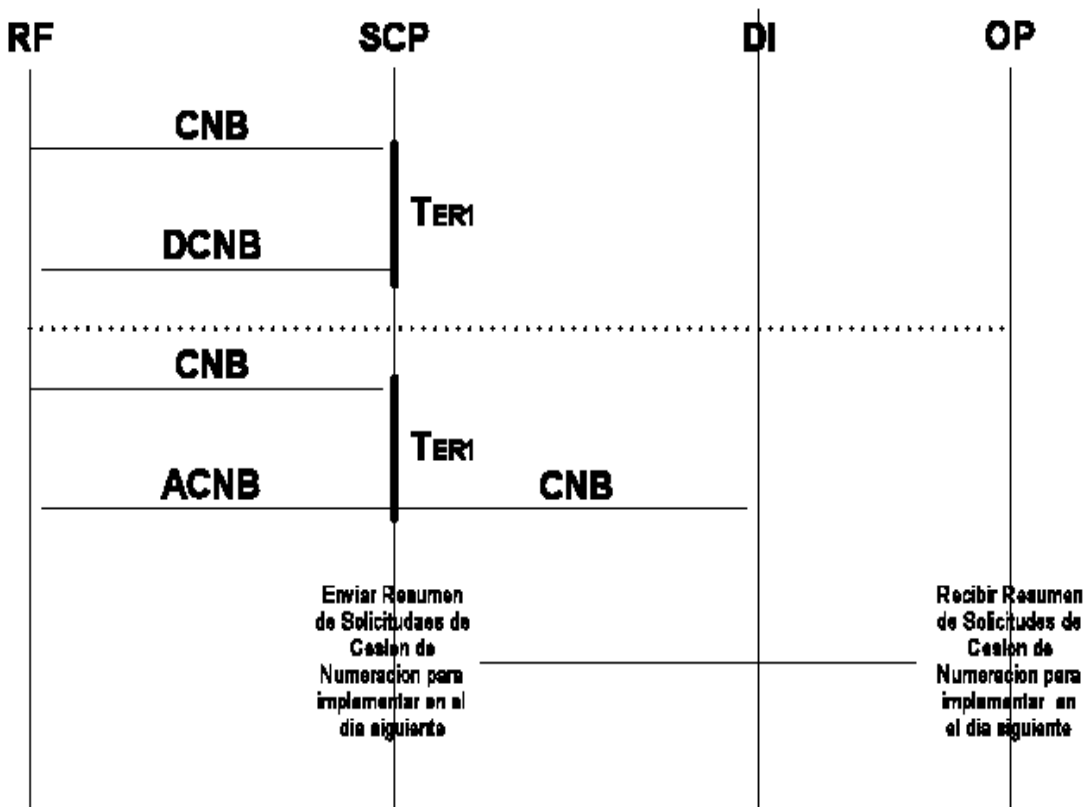 RF SCP DI OP
CNB
TER1
DCNB
CNB
TER1
ACNB CNB
Enviar Resumen
de Solicitudaes de
Cesion de
Numeracion para
implementar en el
dia siguiente
Recibir Resumen
de Solicitudes de
Cesion de
Numeracion para
implementar en
el dia siguiente